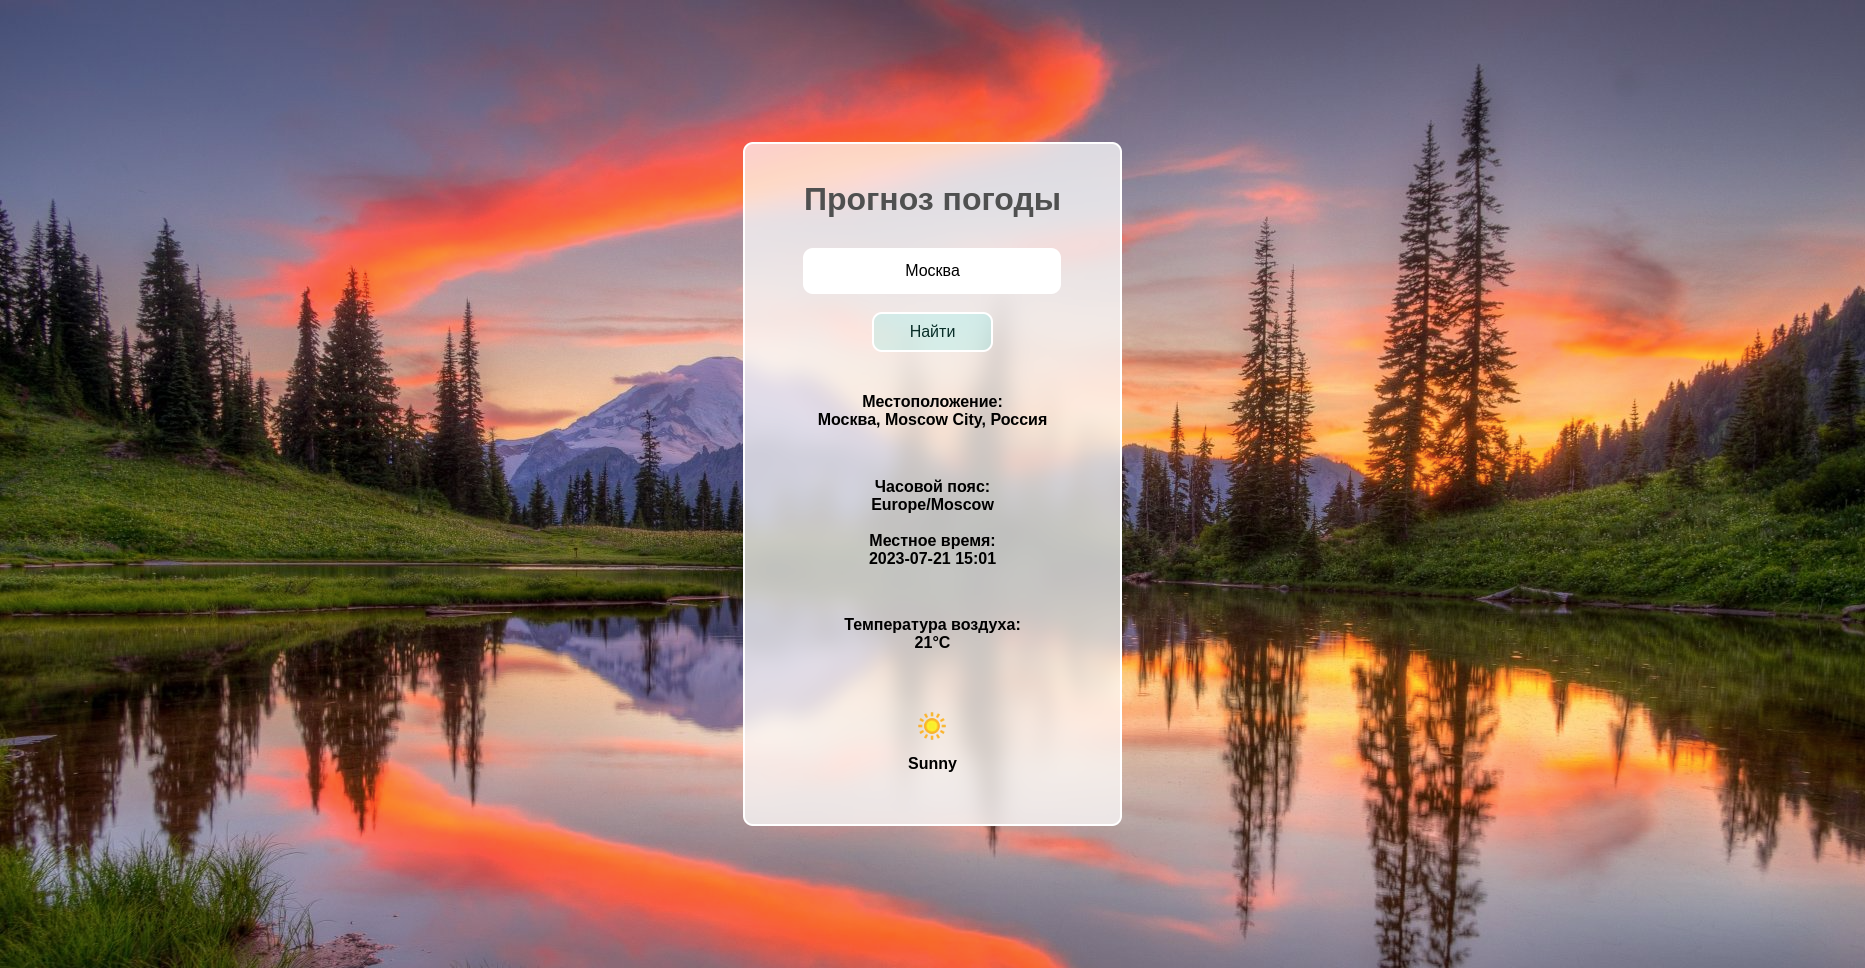 Прогноз погоды
Москва
Найти
Местоположение:
Москва, Moscow City, Россия
Часовой пояс:
Europe/Moscow
Местное время:
2023-07-21 15:01
Температура воздуха:
21°C
Sunny